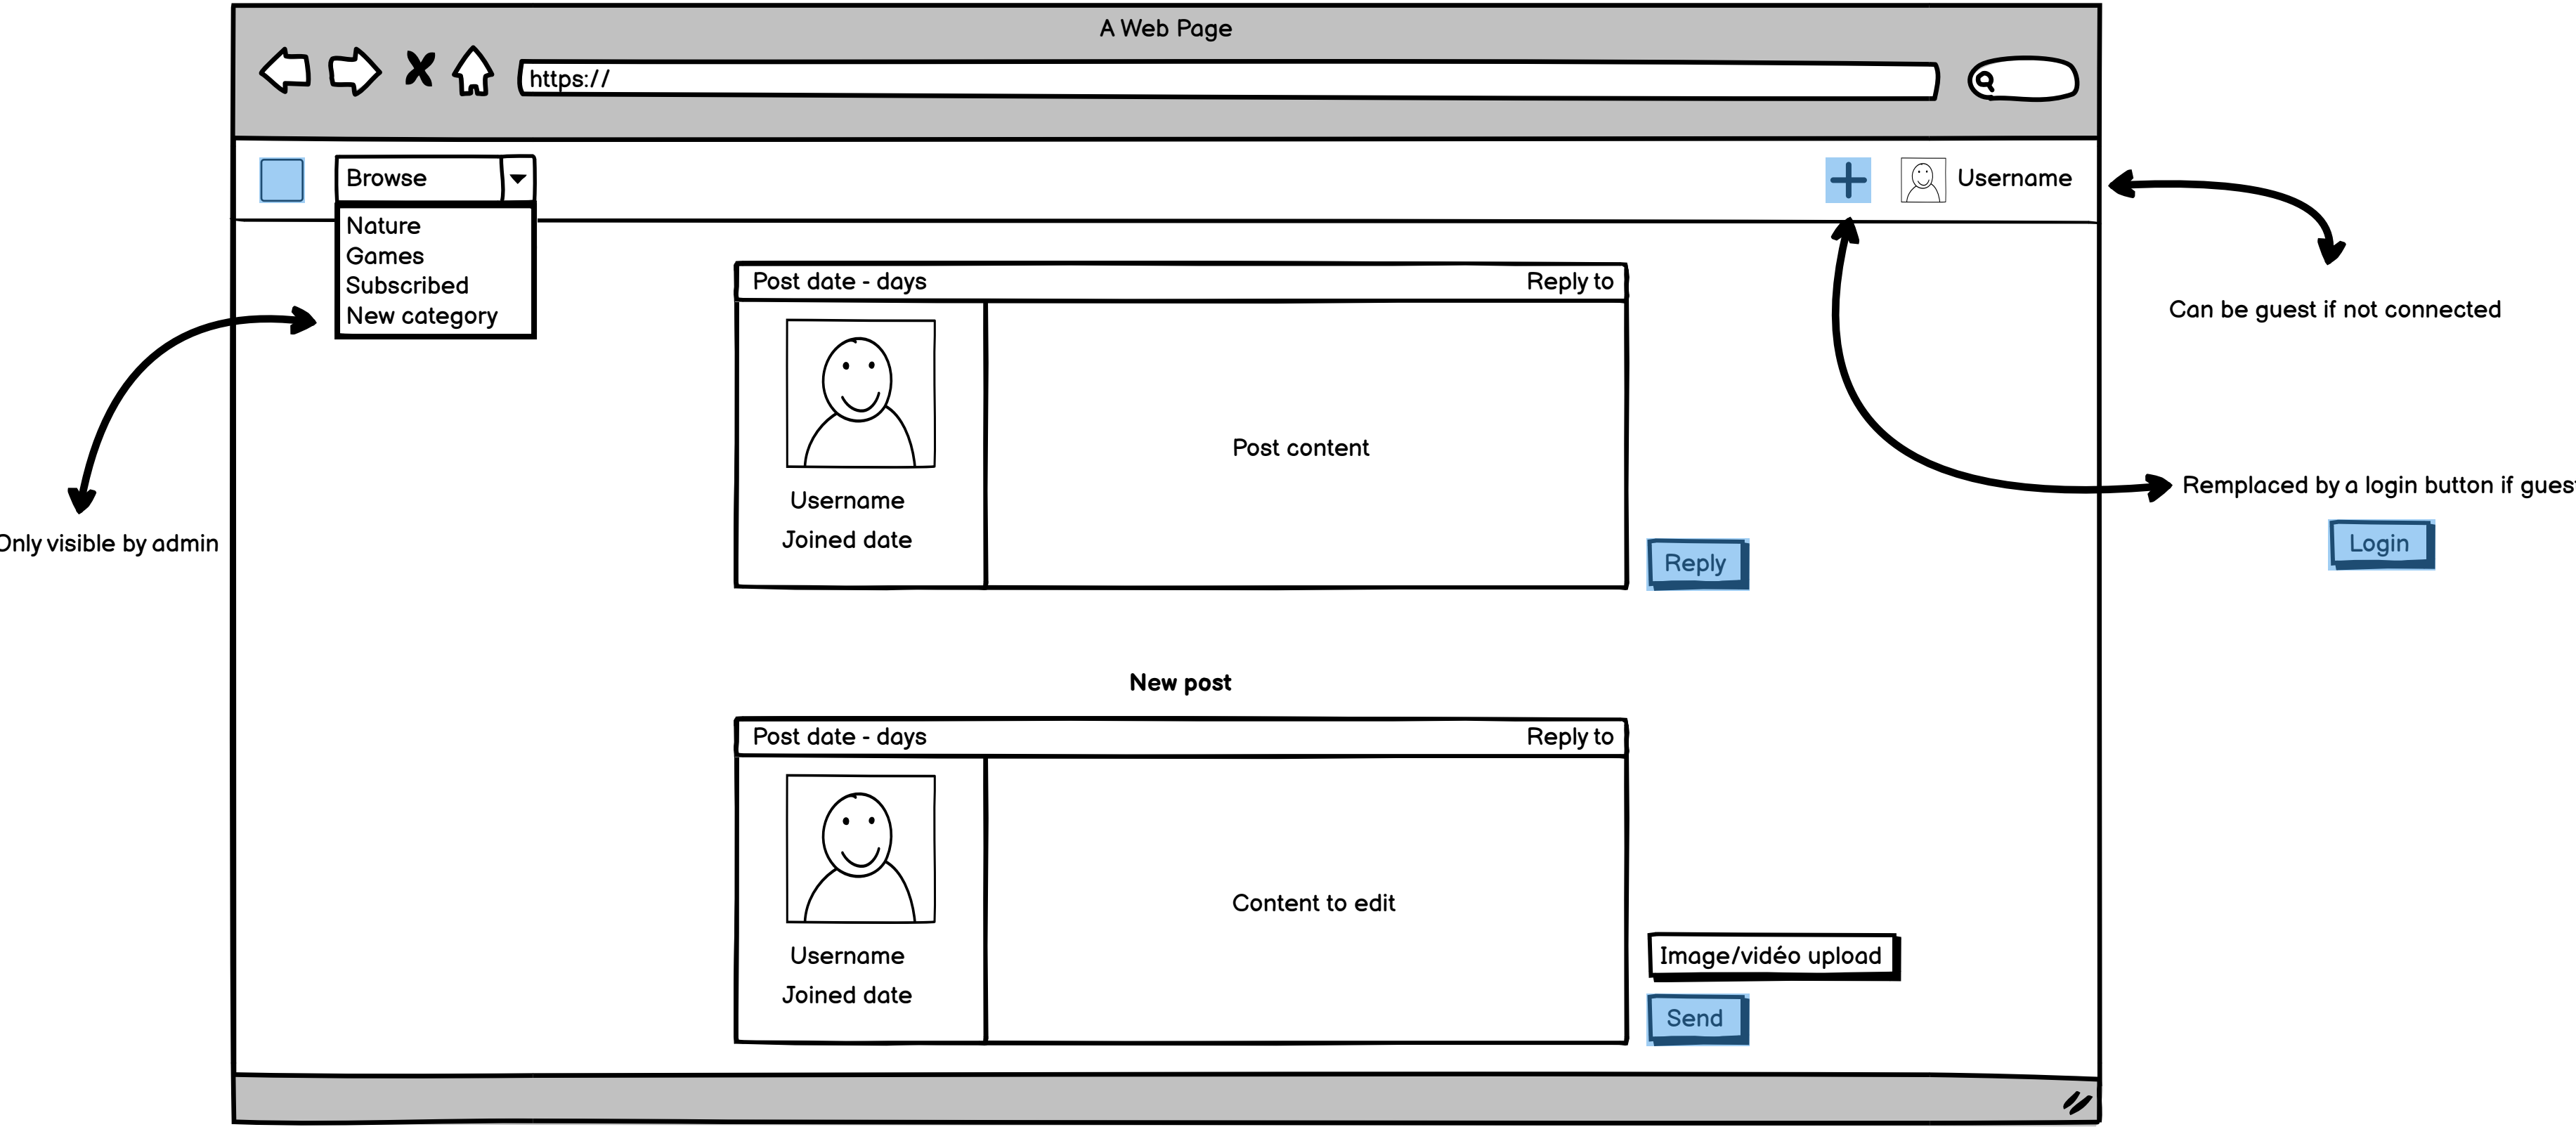 A Web Page
https://
Browse
Username
Nature
Games
Subscribed
New category
Post date - days
Reply to
Can be guest if not connected
Post content
Username
Joined date
Only visible by admin
Reply
Remplaced by a login button if guest
Login
New post
Post date - days
Reply to
Content to edit
Username
Joined date
Image/vidéo upload
Send